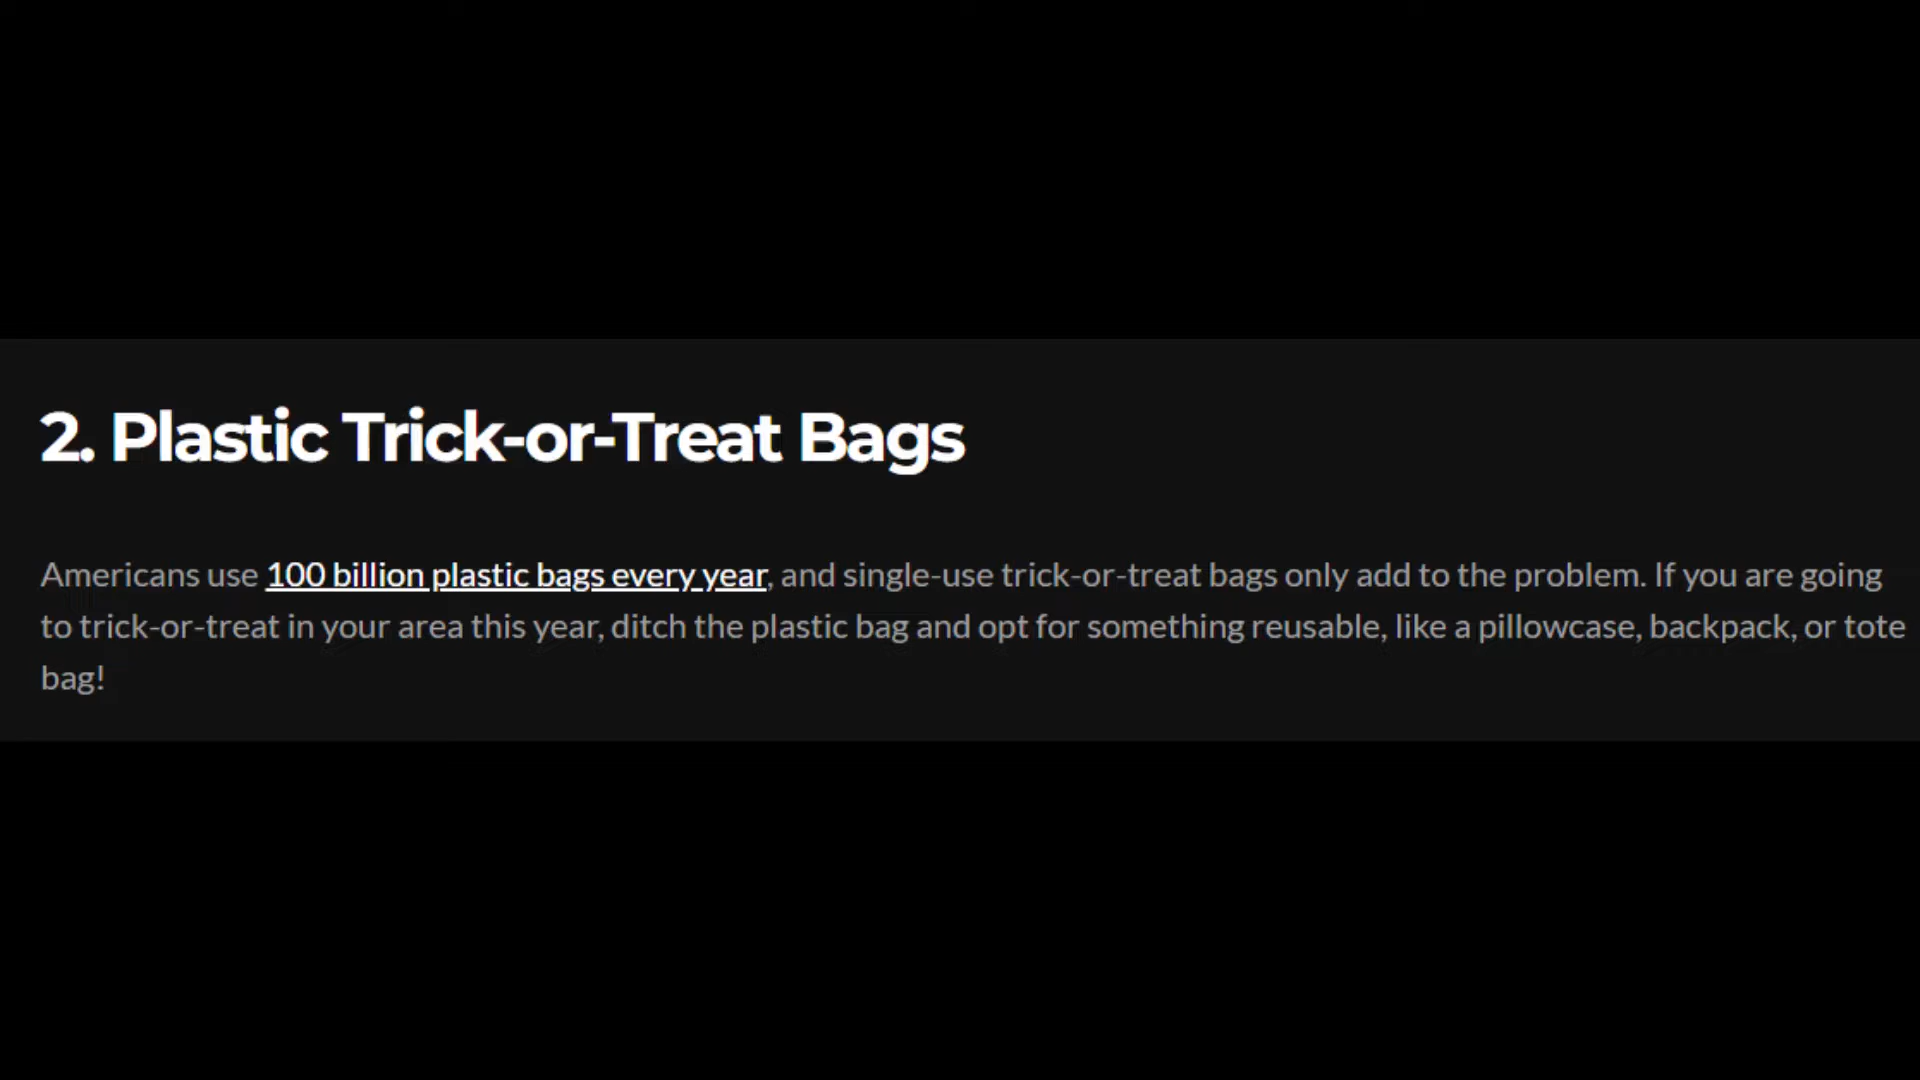 2. Plastic Trick-or-Treat Bags
Americans use 100 billion plastic bags every year, and single-use trick-or-treat bags only add to the problem. If you are going
to trick-or-treat in your area this year, ditch the plastic bag and opt for something reusable, like a pillowcase, backpack, or tote
bag!